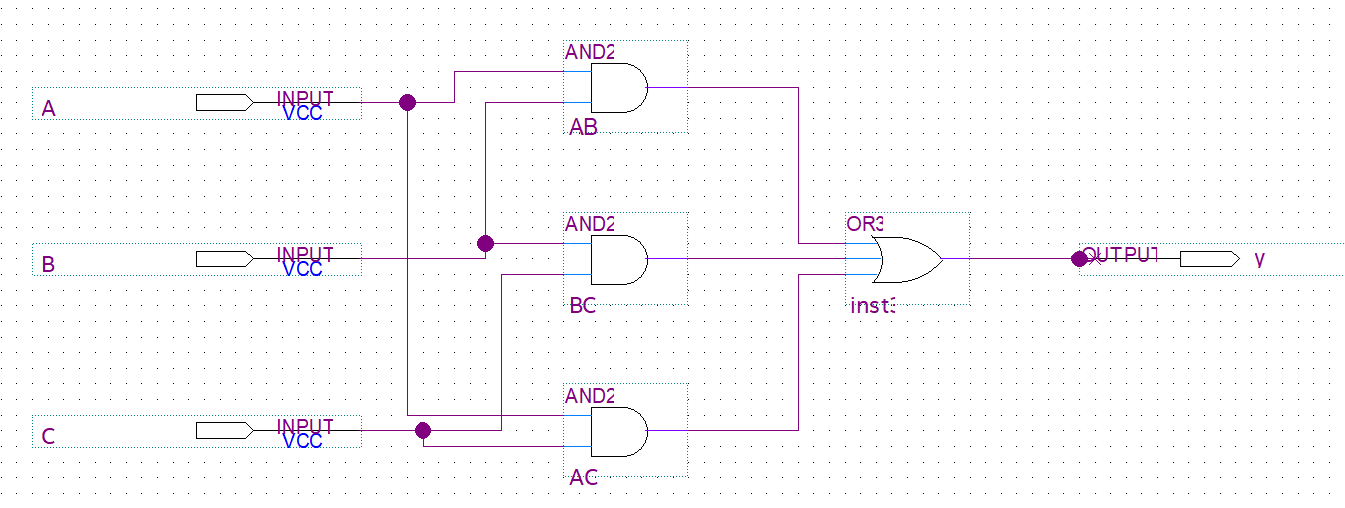 AND2
A
INPUT
VCC
AB
AND2
OR3
B
INPUT
VCC
OUTPUT
y
BC
inst3
AND2
C
INPUT
VCC
AC